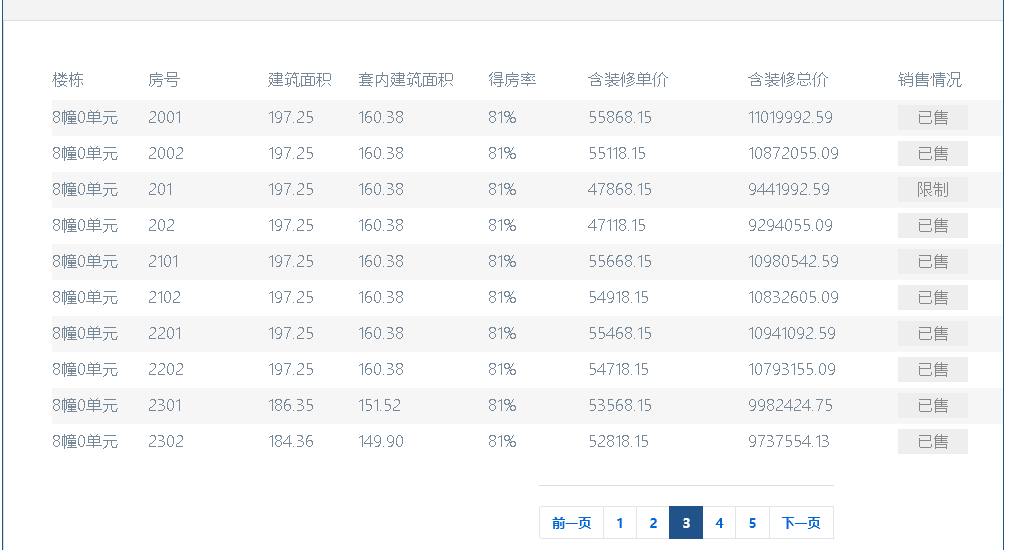 楼栋 房号 建筑面积 套内建筑面积 得房率 含装修单价 含装修总价 销售情况
8幢0单元 2001 197.25 160.38 81% 55868.15 11019992.59 已售
8幢0单元 2002 197.25 160.38 81% 55118.15 10872055.09 已售
8幢0单元 201 197.25 160.38 81% 47868.15 9441992.59 限制
8幢0单元 202 197.25 160.38 81% 47118.15 9294055.09 已售
8幢0单元 2101 197.25 160.38 81% 55668.15 10980542.59 已售
8幢0单元 2102 197.25 160.38 81% 54918.15 10832605.09 已售
8幢0单元 2201 197.25 160.38 81% 55468.15 10941092.59 已售
8幢0单元 2202 197.25 160.38 81% 54718.15 10793155.09 已售
8幢0单元 2301 186.35 151.52 81% 53568.15 9982424.75 已售
8幢0单元 2302 184.36 149.90 81% 52818.15 9737554.13 已售
前一页 1 2 3 4 5 下一页